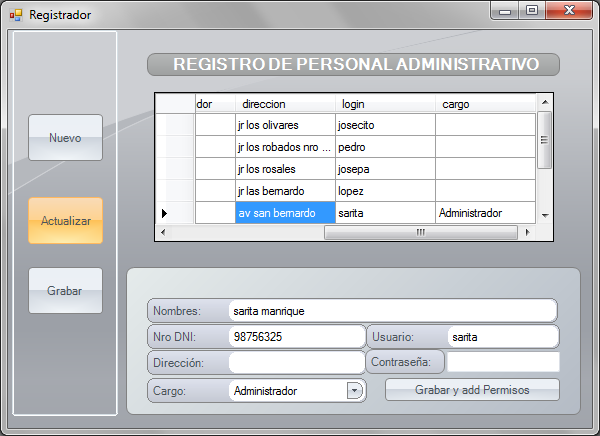 Registrador
REGISTRO DE PERSONAL ADMINISTRATIVO
Nuevo
Actualizar
Grabar
dor direccion login cargo
jr los olivares josecito
jr los robados nro ... pedro
jr los rosales josepa
jr las bernardo lopez
av san bernardo sarita Administrador
Nombres: sarita manrique
Nro DNI: 98756325 Usuario: sarita
Dirección: Contraseña:
Cargo: Administrador Grabar y add Permisos